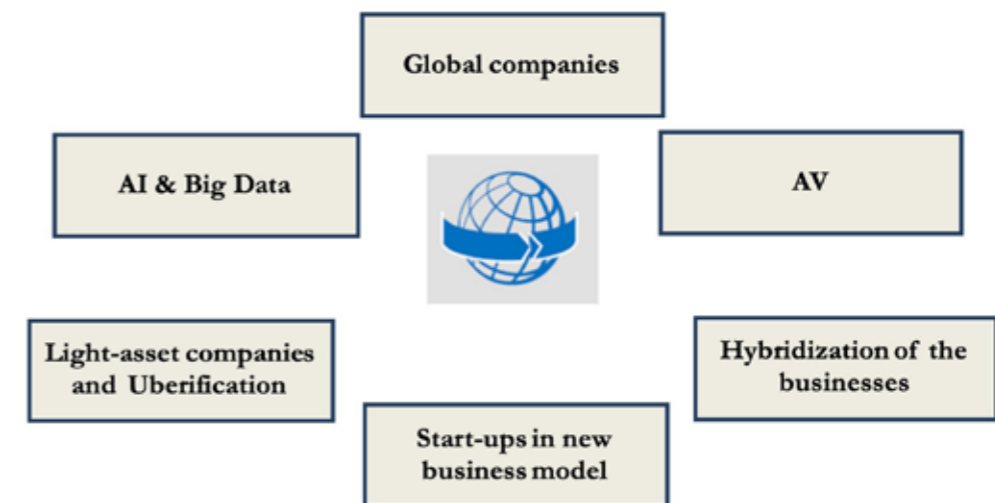 Global companies
AI & Big Data
AV
Light-asset companies
and Uberification
Hybridization of the
businesses
Start-ups in new
business model